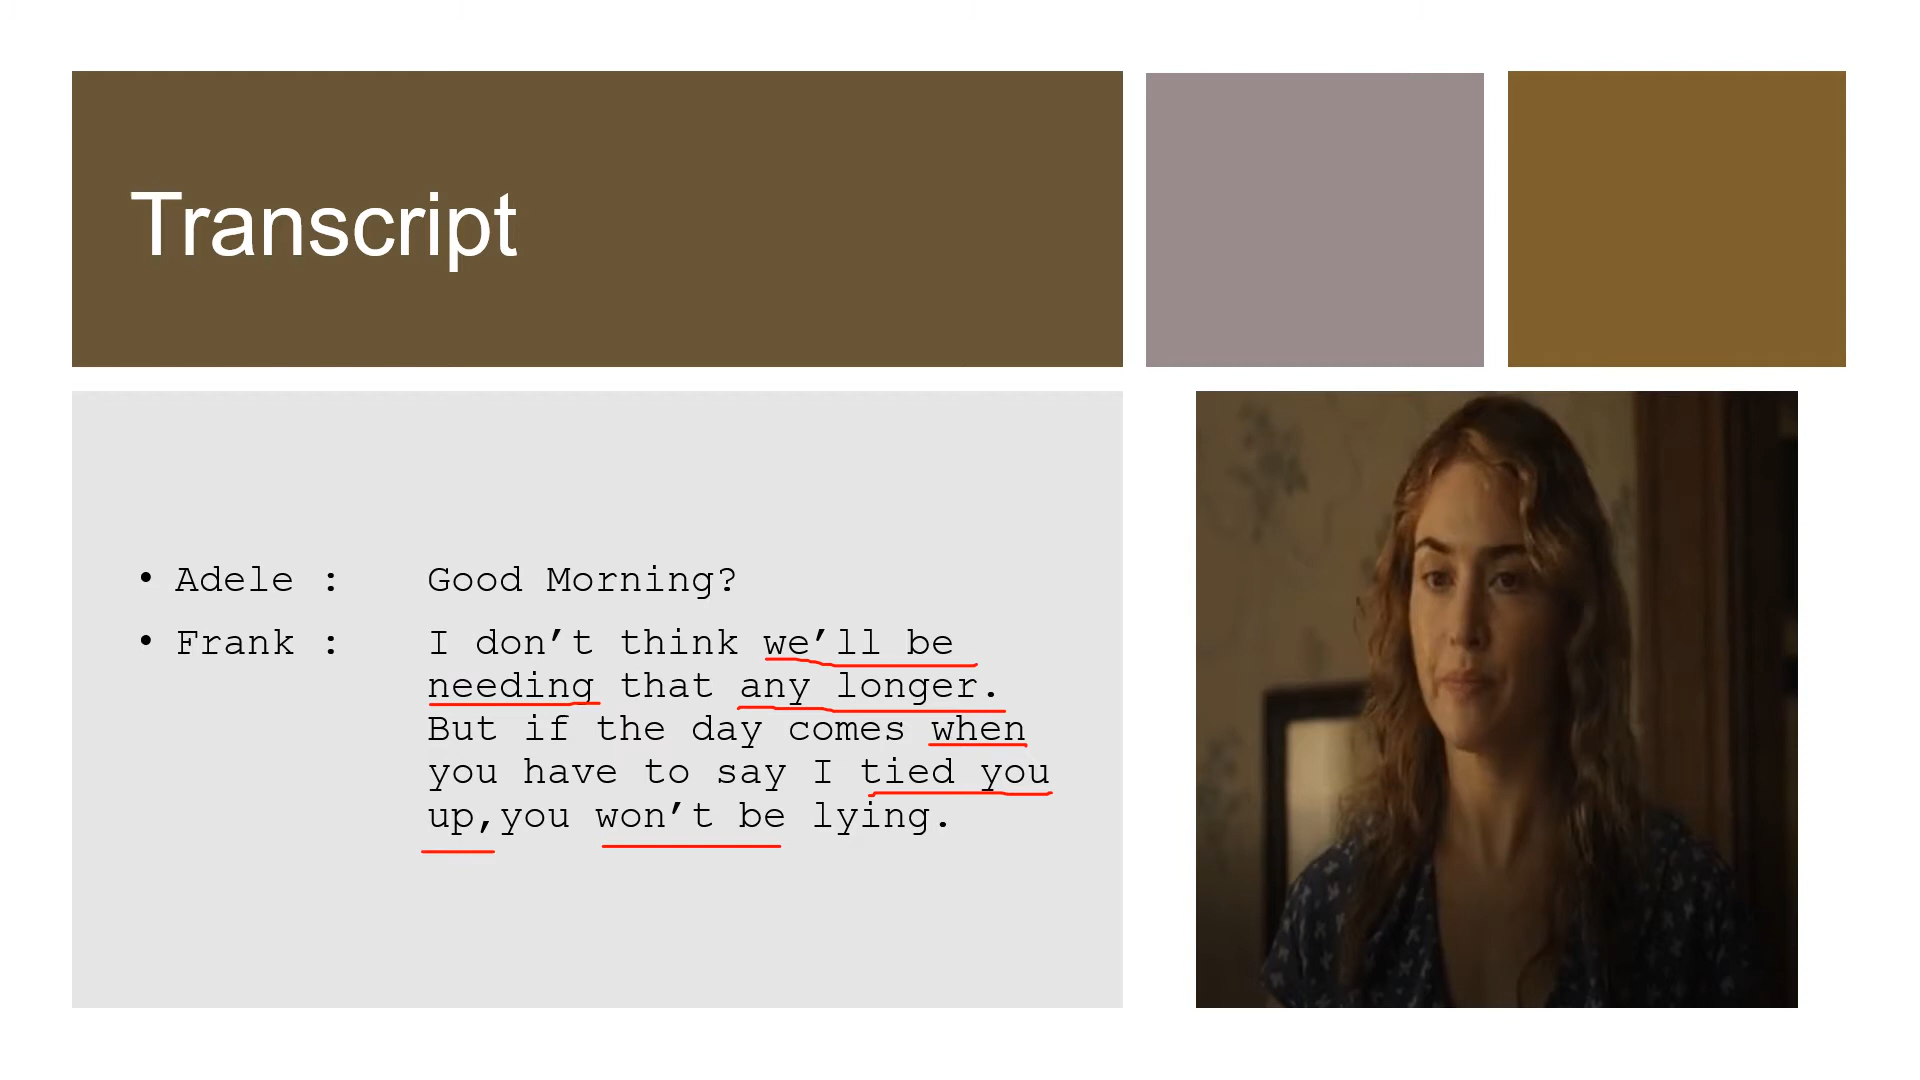 Transcript
• Adele : Good Morning?
• Frank : I don’t think we’ll be
needing that any longer.
But if the day comes when
you have to say I tied you
up,you won’t be lying.